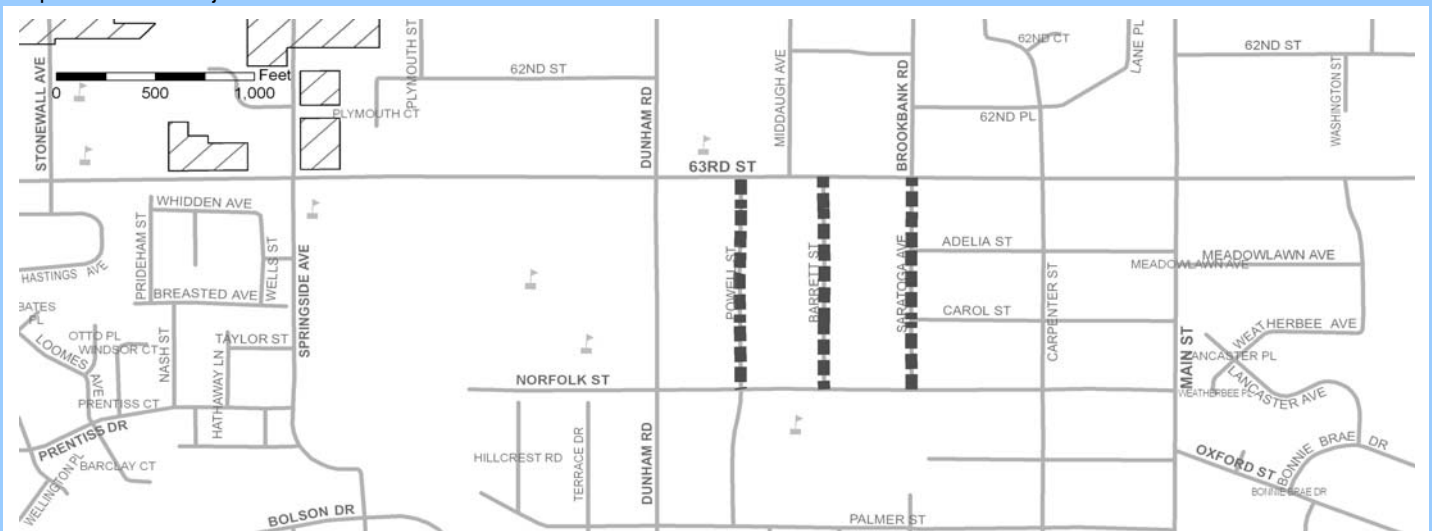 62ND CT
LANE PL
62ND ST
STONEWALL AVE
Feet
0 500 1,000
PLYMOUTH ST
62ND ST
PLYMOUTH CT
DUNHAM RD
MIDDAUGH AVE
BROOKBANK RD
62ND PL
WASHINGTON ST
63RD ST
WHIDDEN AVE
PRIDEHAM ST
WELLS ST
HASTINGS AVE
BREASTED AVE
SPRINGSIDE AVE
POWELL ST
BARRETT ST
SARATOGA AVE
ADELIA ST
MEADOWLAWN AVE
MEADOWLAWN AVE
CAROL ST
CARPENTER ST
MAIN ST
WEATHERBEE AVE
BATES
PL
OTTO PL
WINDSOR CT
LOOMES AVE
NASH ST
TAYLOR ST
HATHAWAY LN
LANCASTER PL
LANCASTER AVE
WEATHERBEE PL
NORFOLK ST
PRENTISS CT
PRENTISS DR
BARCLAY CT
WELLINGTON PL
HILLCREST RD
TERRACE DR
DUNHAM RD
OXFORD ST
BONNIE BRAE DR
BONNIE BRAE DR
BOLSON DR
PALMER ST